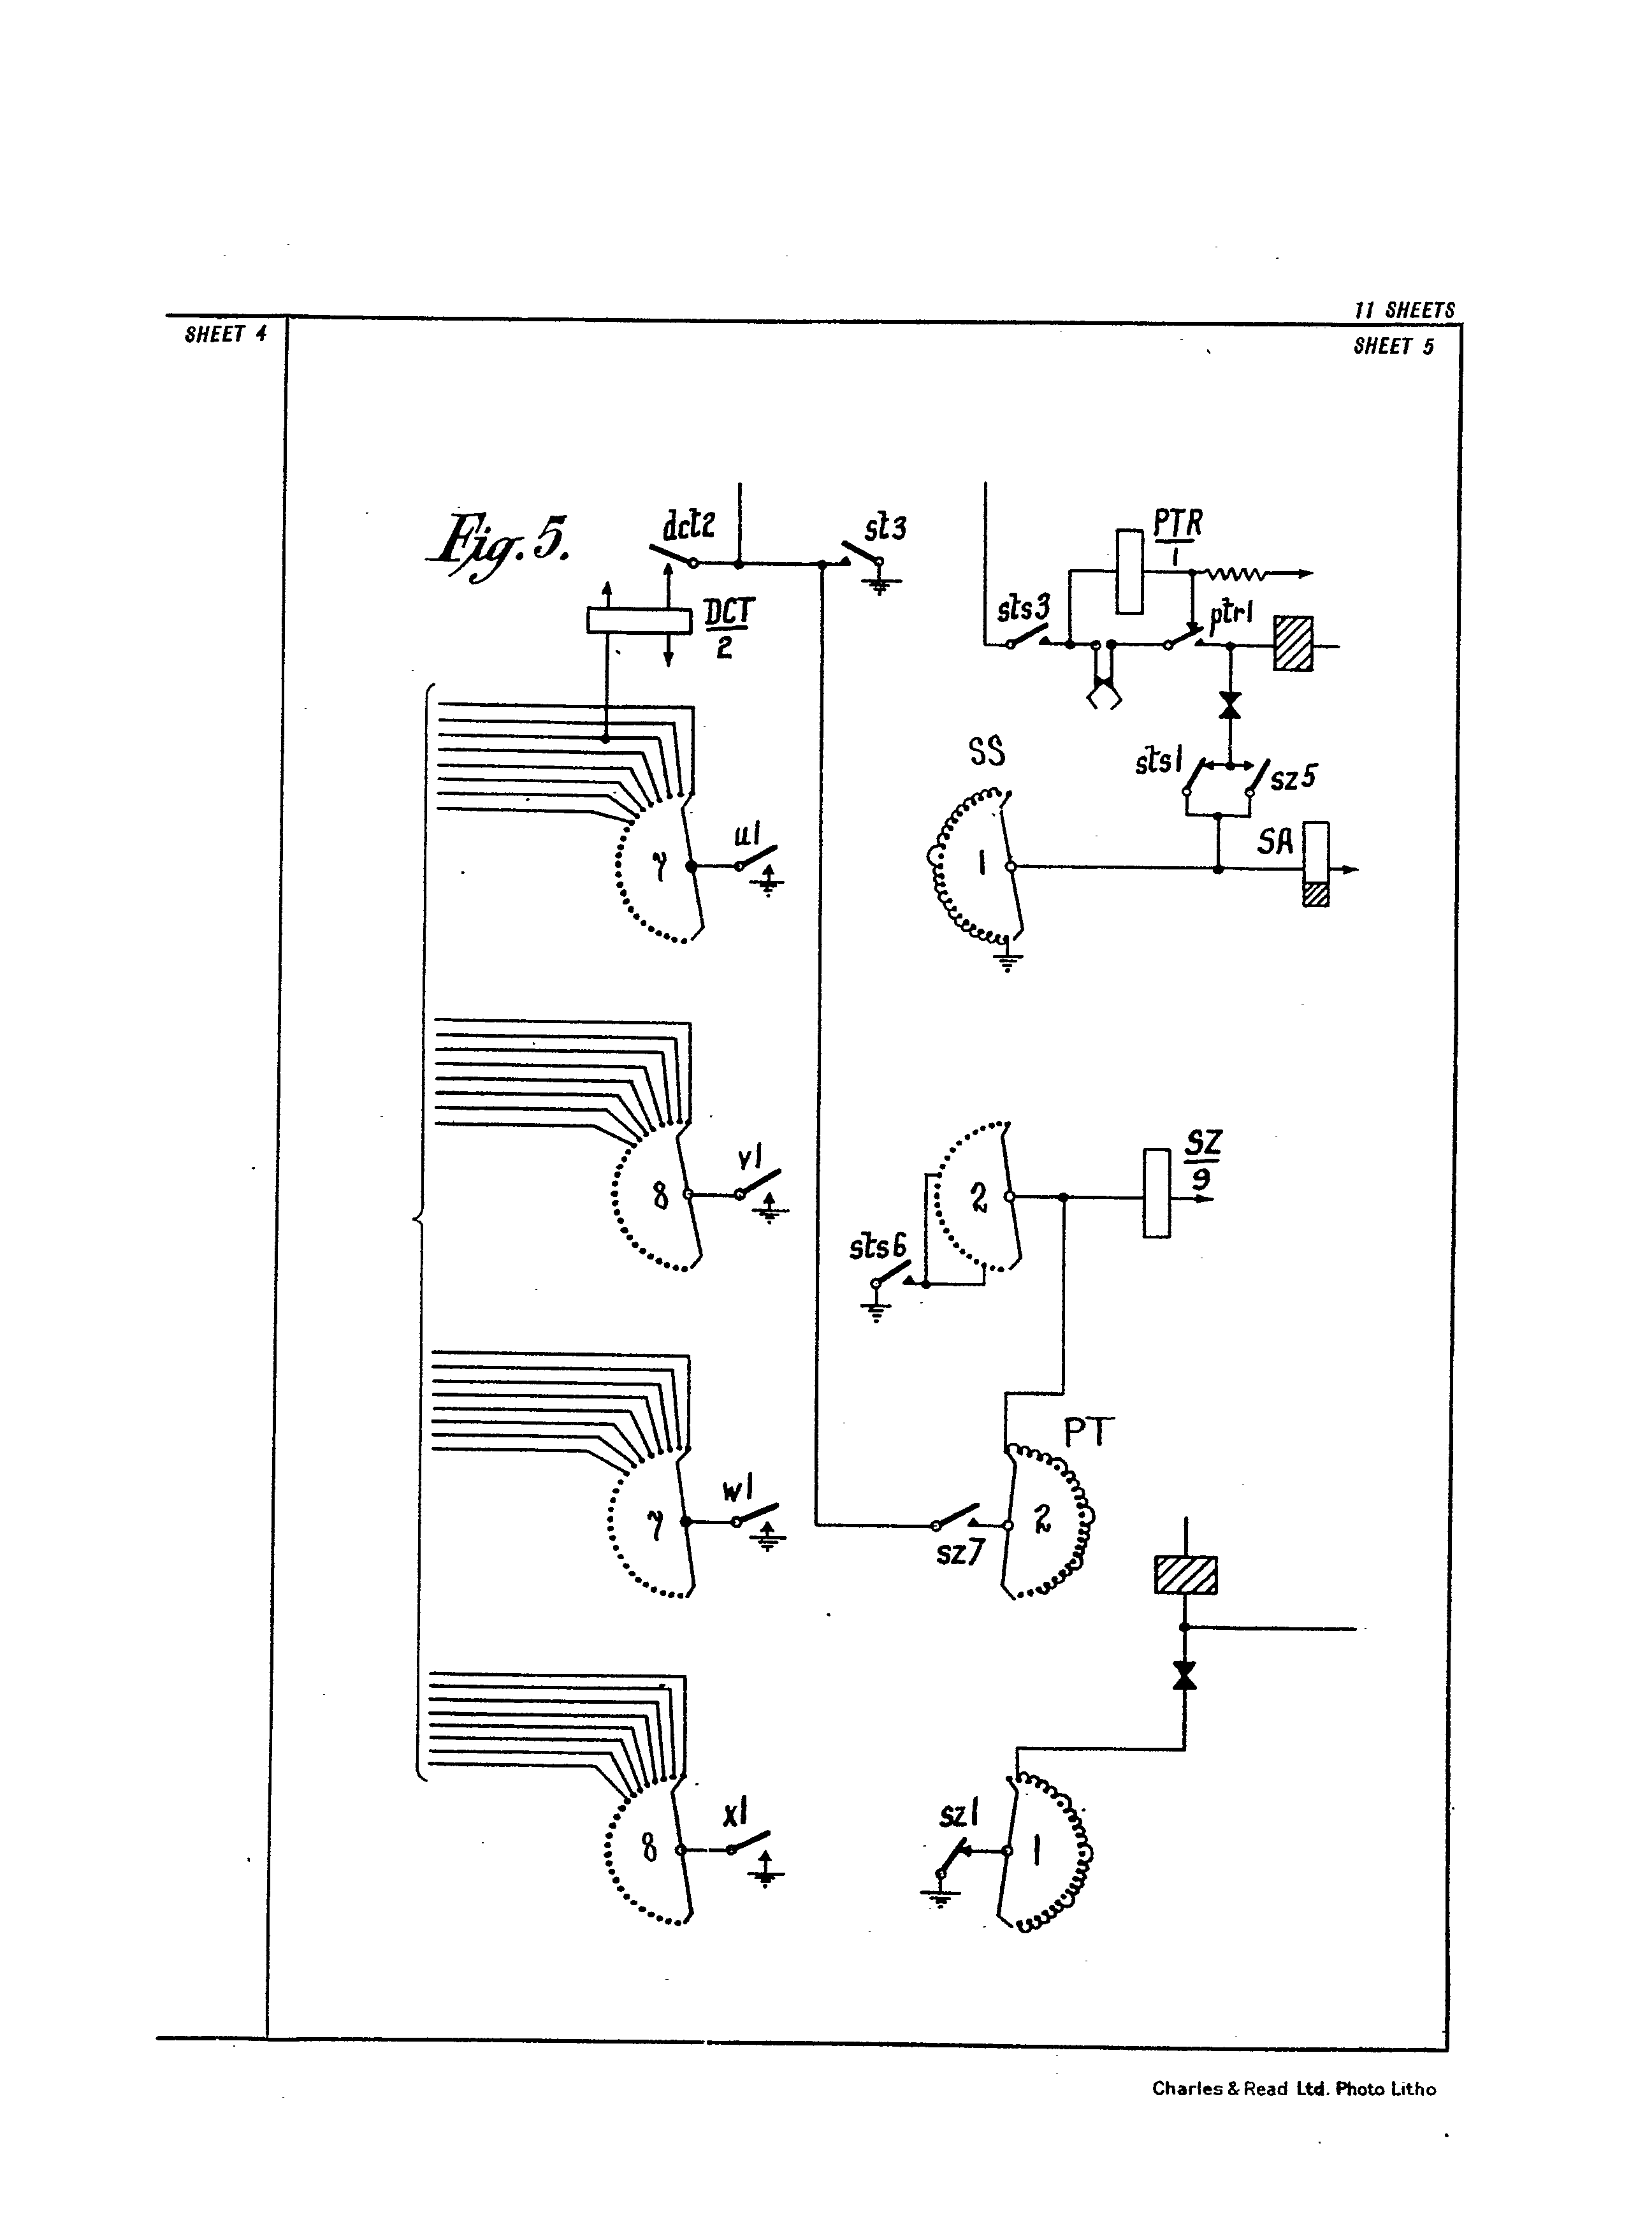 11 SHEETS
SHEET 4
SHEET 5
Fig. 5.
dct2
st3
PTR
1
sts3
ptr1
DCT
2
SS
sts1
sz5
u1
7
1
SA
v1
8
2
SZ
9
sts6
PT
w1
7
2
sz7
x1
8
sz1
1
Charles & Read Ltd. Photo Litho